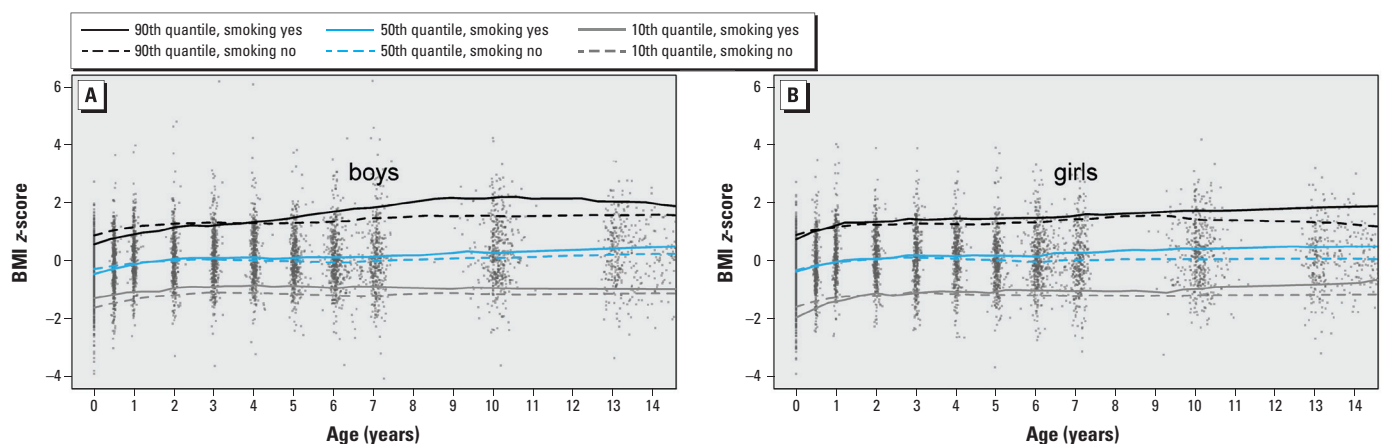 90th quantile, smoking yes 50th quantile, smoking yes 10th quantile, smoking yes
90th quantile, smoking no 50th quantile, smoking no 10th quantile, smoking no
A
boys
6
4
2
0
–2
–4
BMI z-score
0 1 2 3 4 5 6 7 8 9 10 11 12 13 14
Age (years)
B
girls
6
4
2
0
–2
–4
BMI z-score
0 1 2 3 4 5 6 7 8 9 10 11 12 13 14
Age (years)